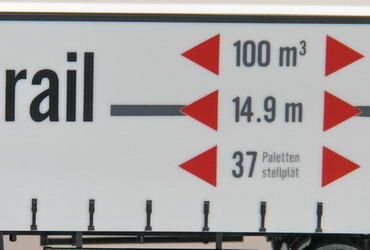 rail
100 m³
14.9 m
37 Paletten
stellplät